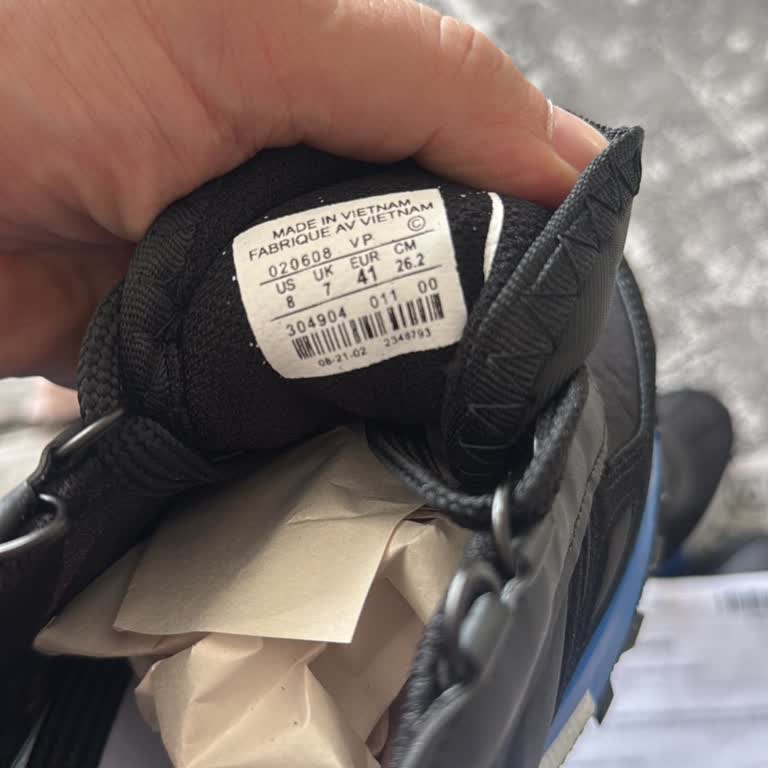 MADE IN VIETNAM
FABRIQUE AV VIETNAM
020608 VP ©
US UK EUR CM
8 7 41 26.2
304904 011 00
08-21-02 2348793